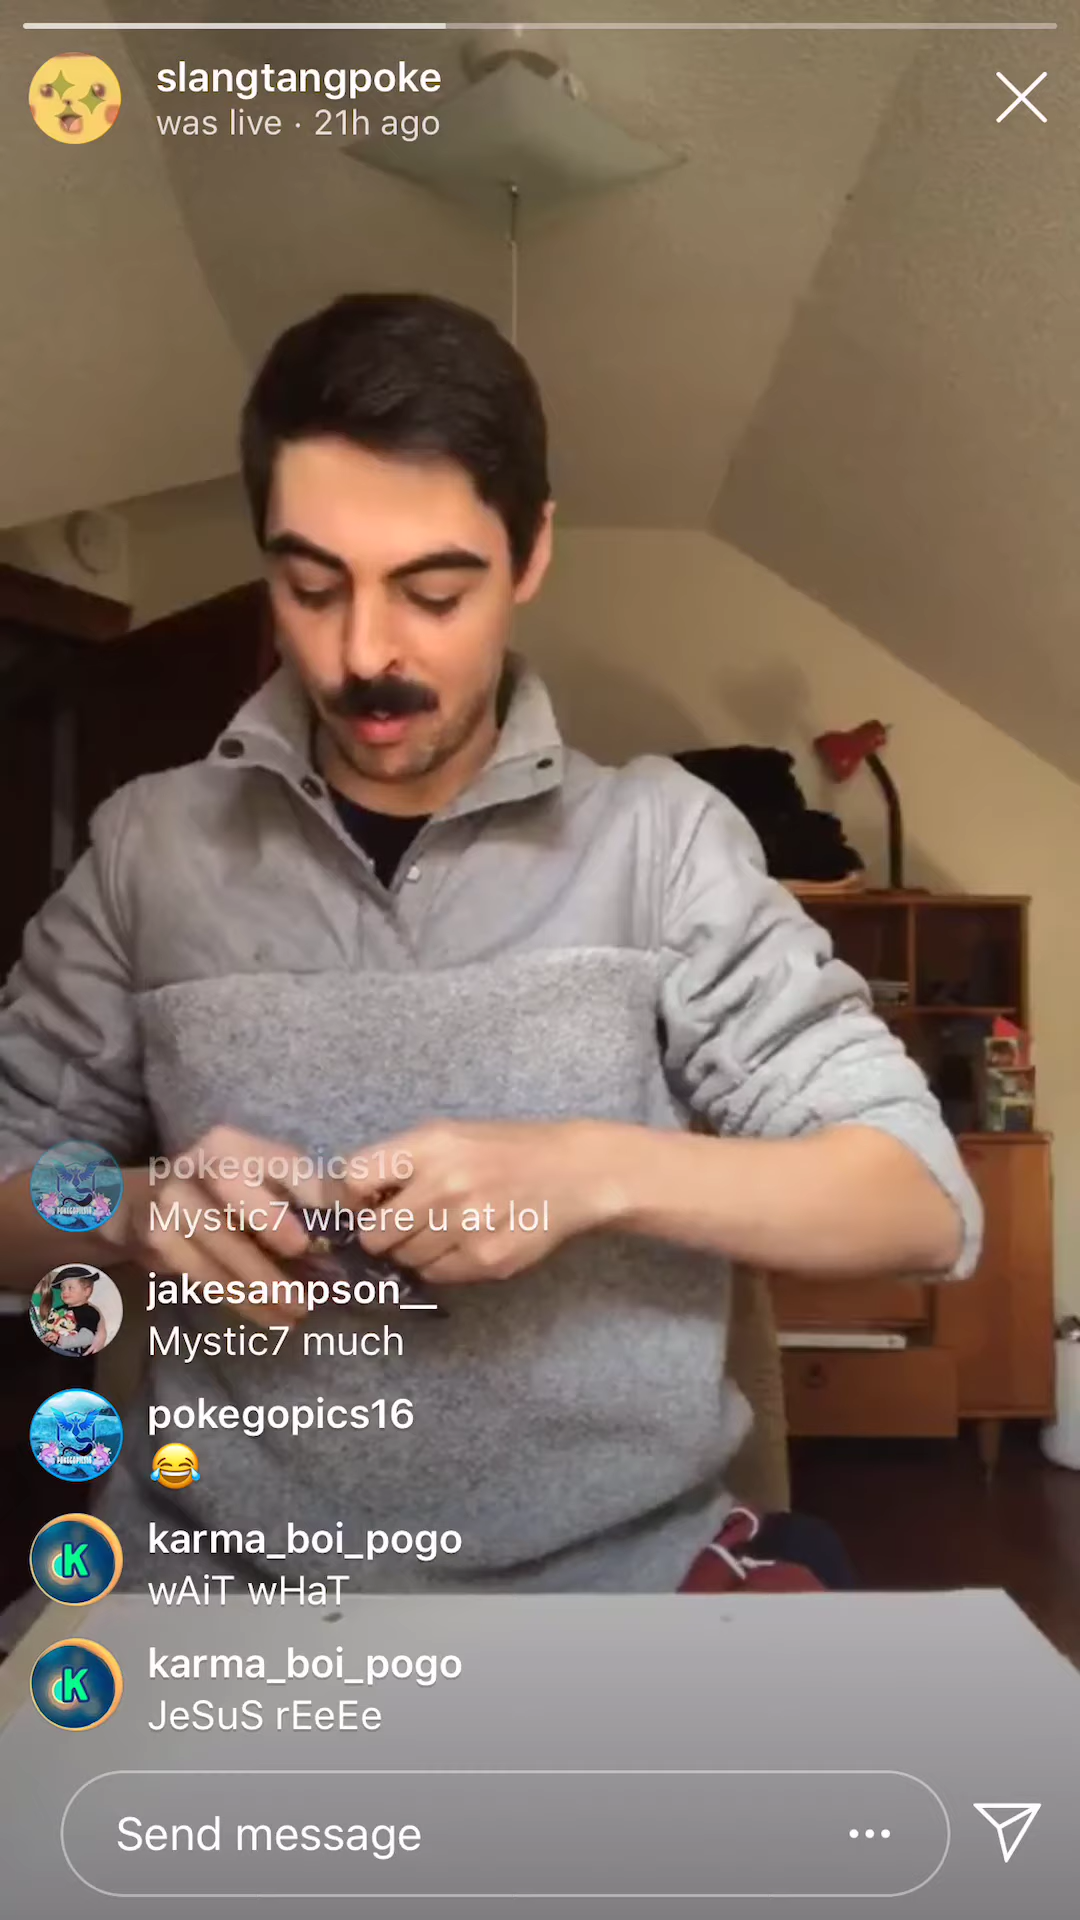 slangtangpoke
was live · 21h ago
pokegopics16
Mystic7 where u at lol
jakesampson__
Mystic7 much
pokegopics16
😂
karma_boi_pogo
wAiT wHaT
karma_boi_pogo
JeSuS rEeEe
Send message